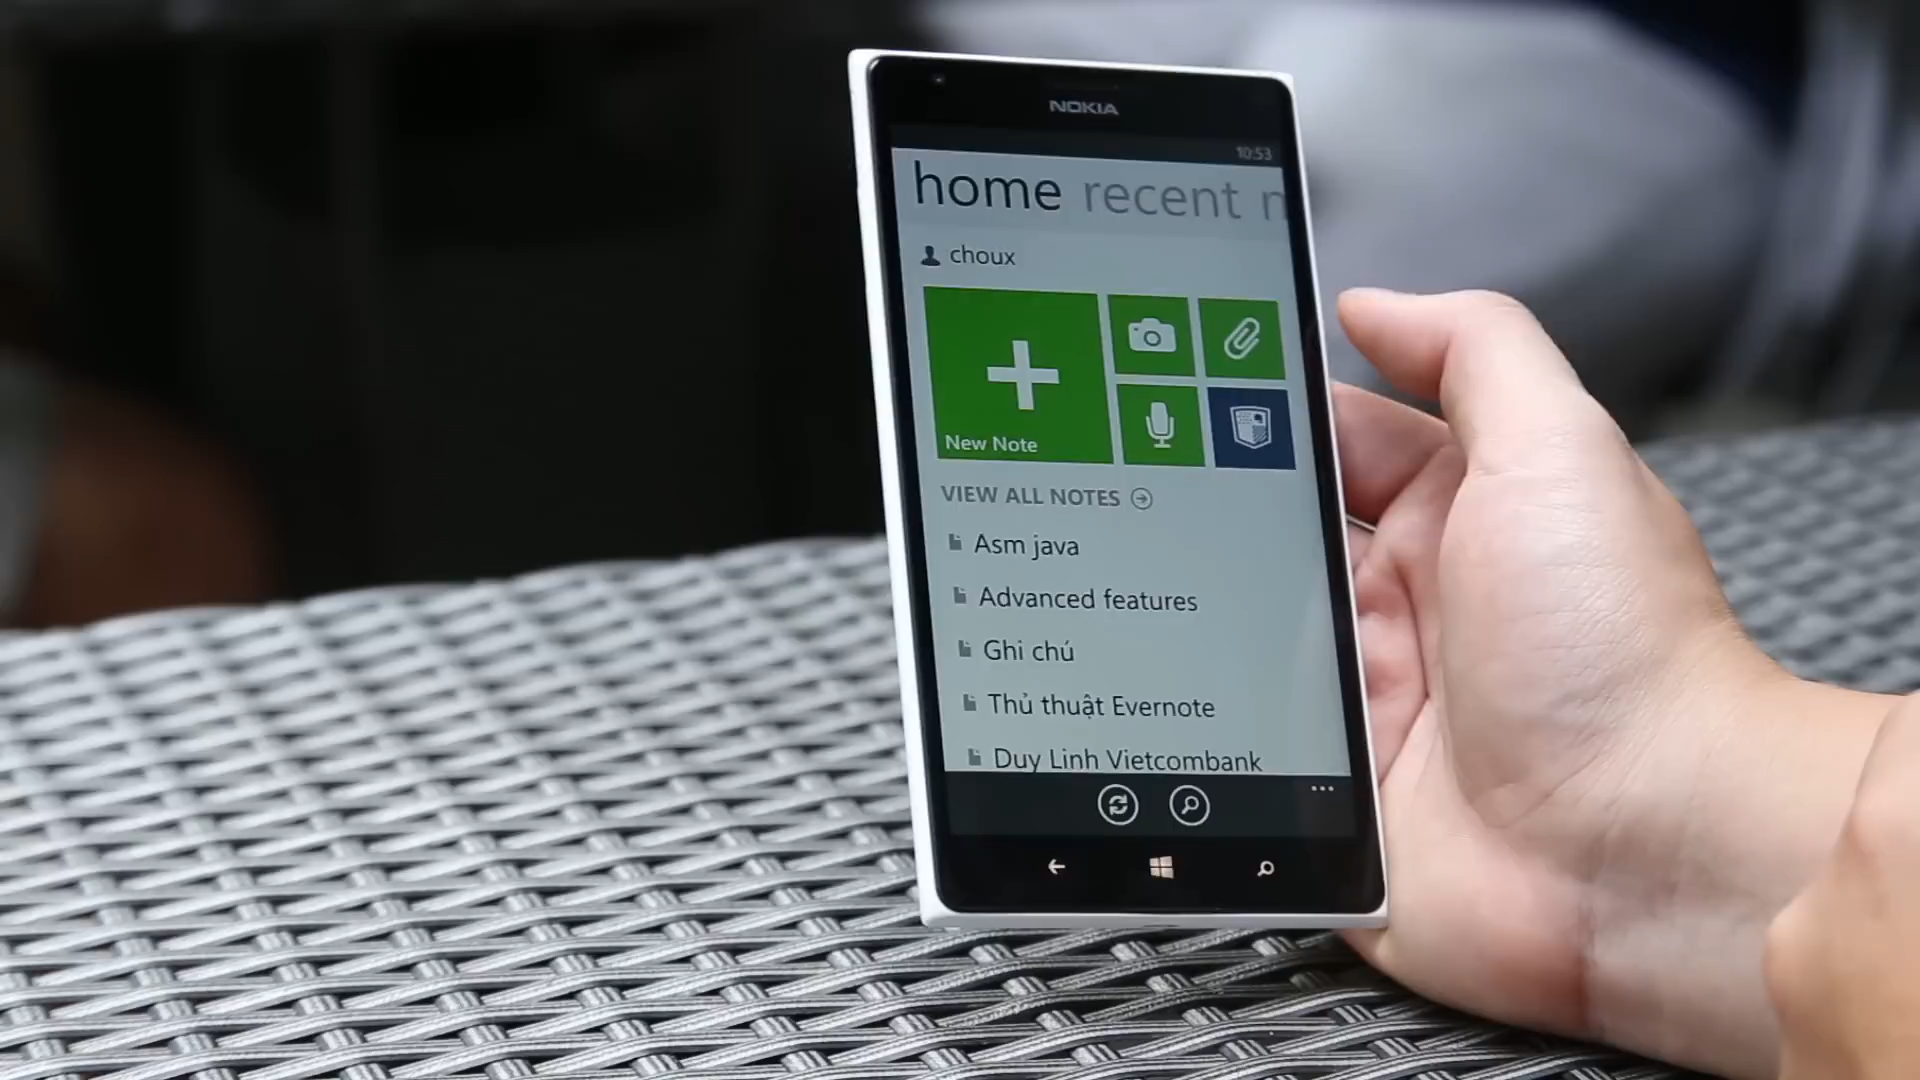 NOKIA
10:53
home recent
choux
New Note
VIEW ALL NOTES
Asm java
Advanced features
Ghi chú
Thủ thuật Evernote
Duy Linh Vietcombank